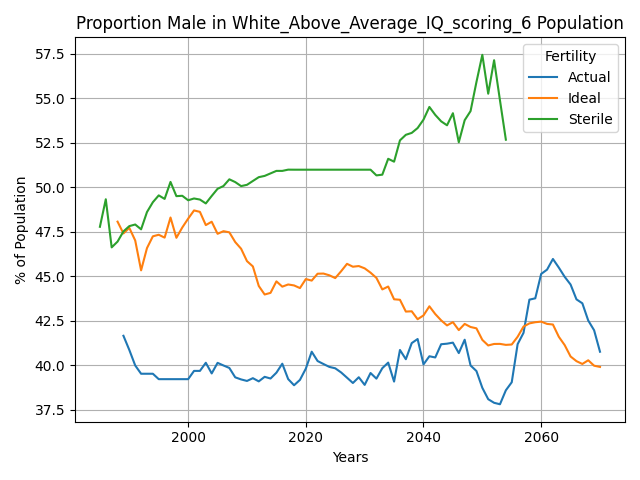 Proportion Male in White_Above_Average_IQ_scoring_6 Population
Fertility
Actual
Ideal
Sterile
% of Population
57.5
55.0
52.5
50.0
47.5
45.0
42.5
40.0
37.5
2000
2020
2040
2060
Years